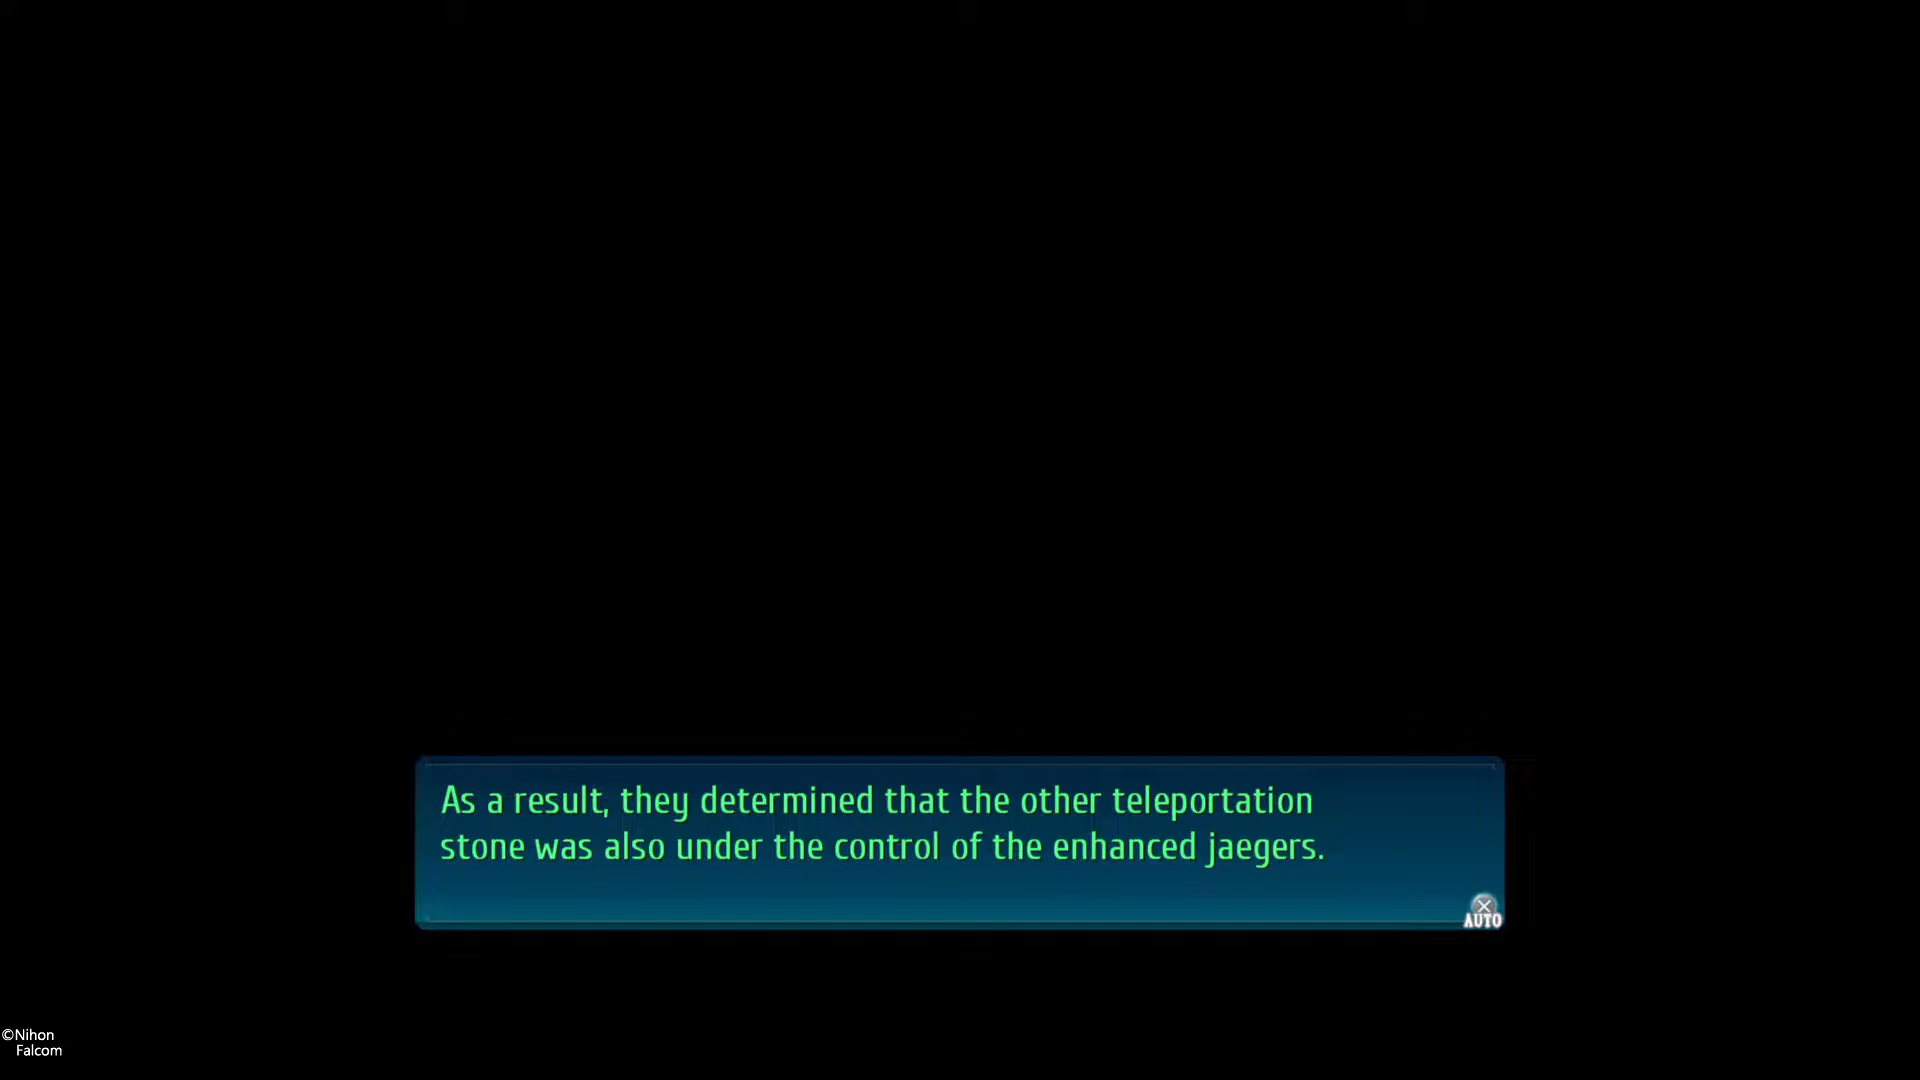 As a result, they determined that the other teleportation
stone was also under the control of the enhanced jaegers.
AUTO
©Nihon
Falcom